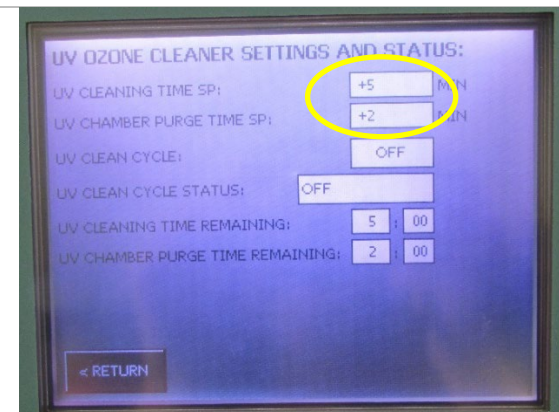 UV OZONE CLEANER SETTINGS AND STATUS:
UV CLEANING TIME SP: +5 MIN
UV CHAMBER PURGE TIME SP: +2 MIN
UV CLEAN CYCLE: OFF
UV CLEAN CYCLE STATUS: OFF
UV CLEANING TIME REMAINING: 5 : 00
UV CHAMBER PURGE TIME REMAINING: 2 : 00
< RETURN